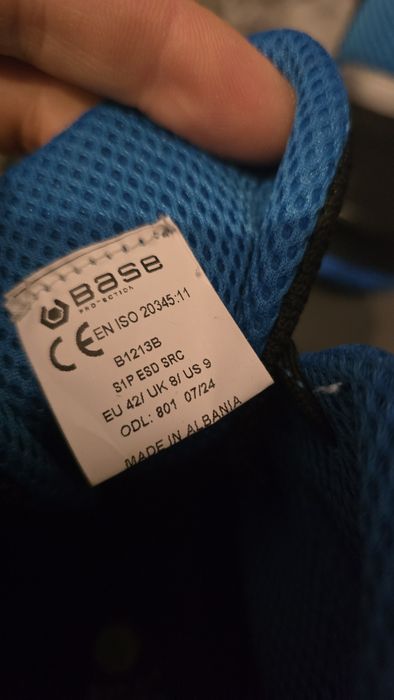 BASE
PROTECTION
CE EN ISO 20345:11
B1213B
S1P ESD SRC
EU 42/ UK 8/ US 9
ODL: 801 07/24
MADE IN ALBANIA